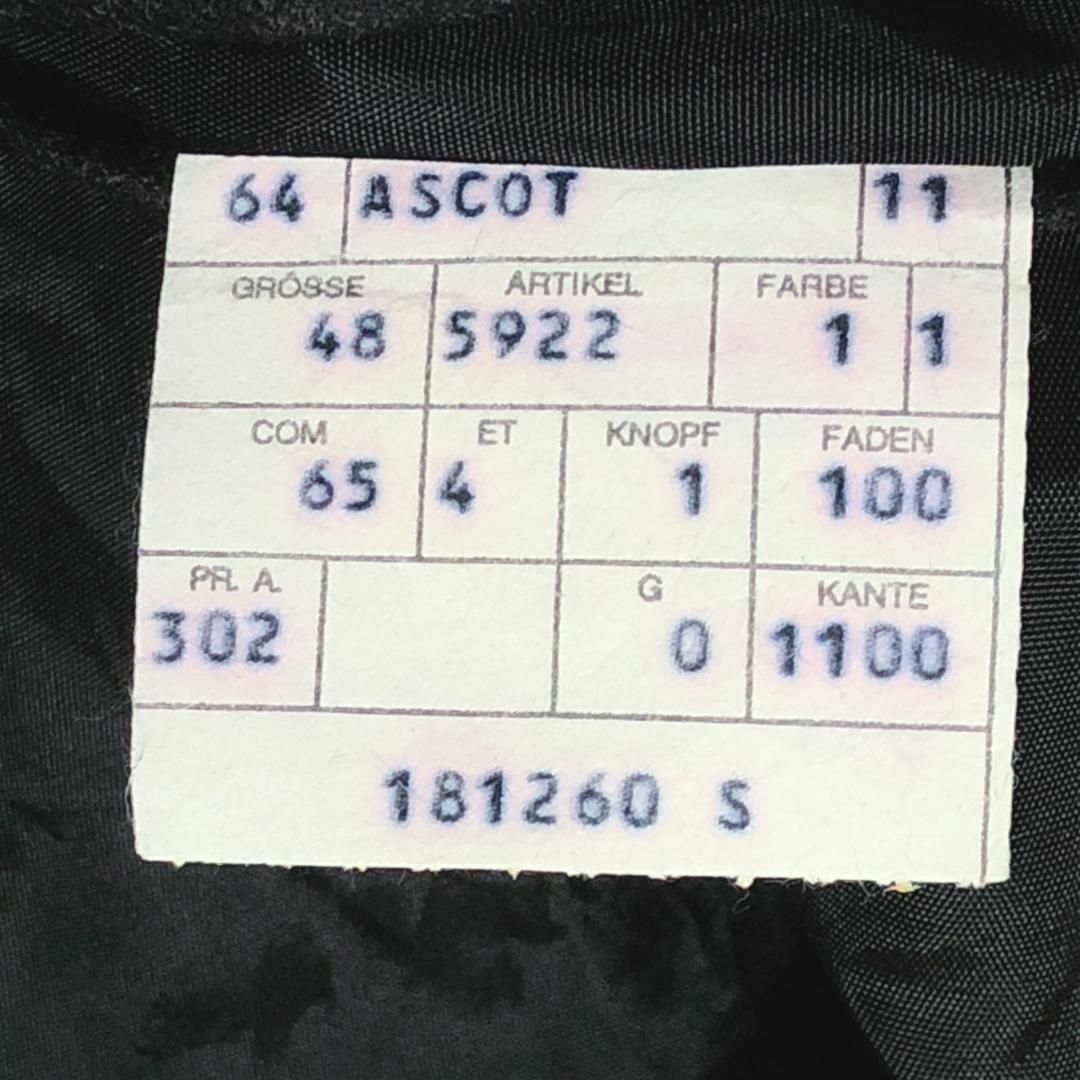 64 ASCOT 11
GRÖSSE ARTIKEL FARBE
48 5922 1 1
COM ET KNOPF FADEN
65 4 1 100
PR. A. G KANTE
302 0 1100
181260 S